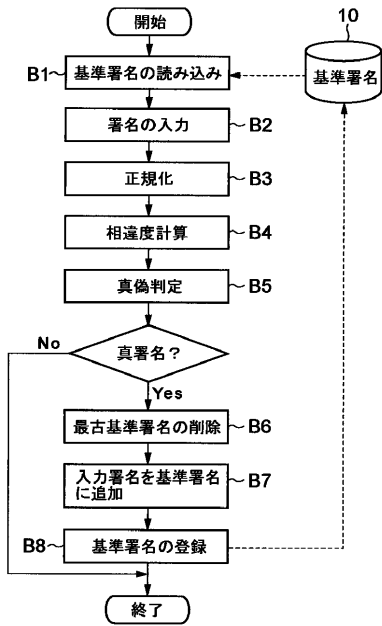 開始
10
基準署名
B1
基準署名の読み込み
署名の入力
B2
正規化
B3
相違度計算
B4
真偽判定
B5
真署名？
No
Yes
最古基準署名の削除
B6
入力署名を基準署名
に追加
B7
B8
基準署名の登録
終了